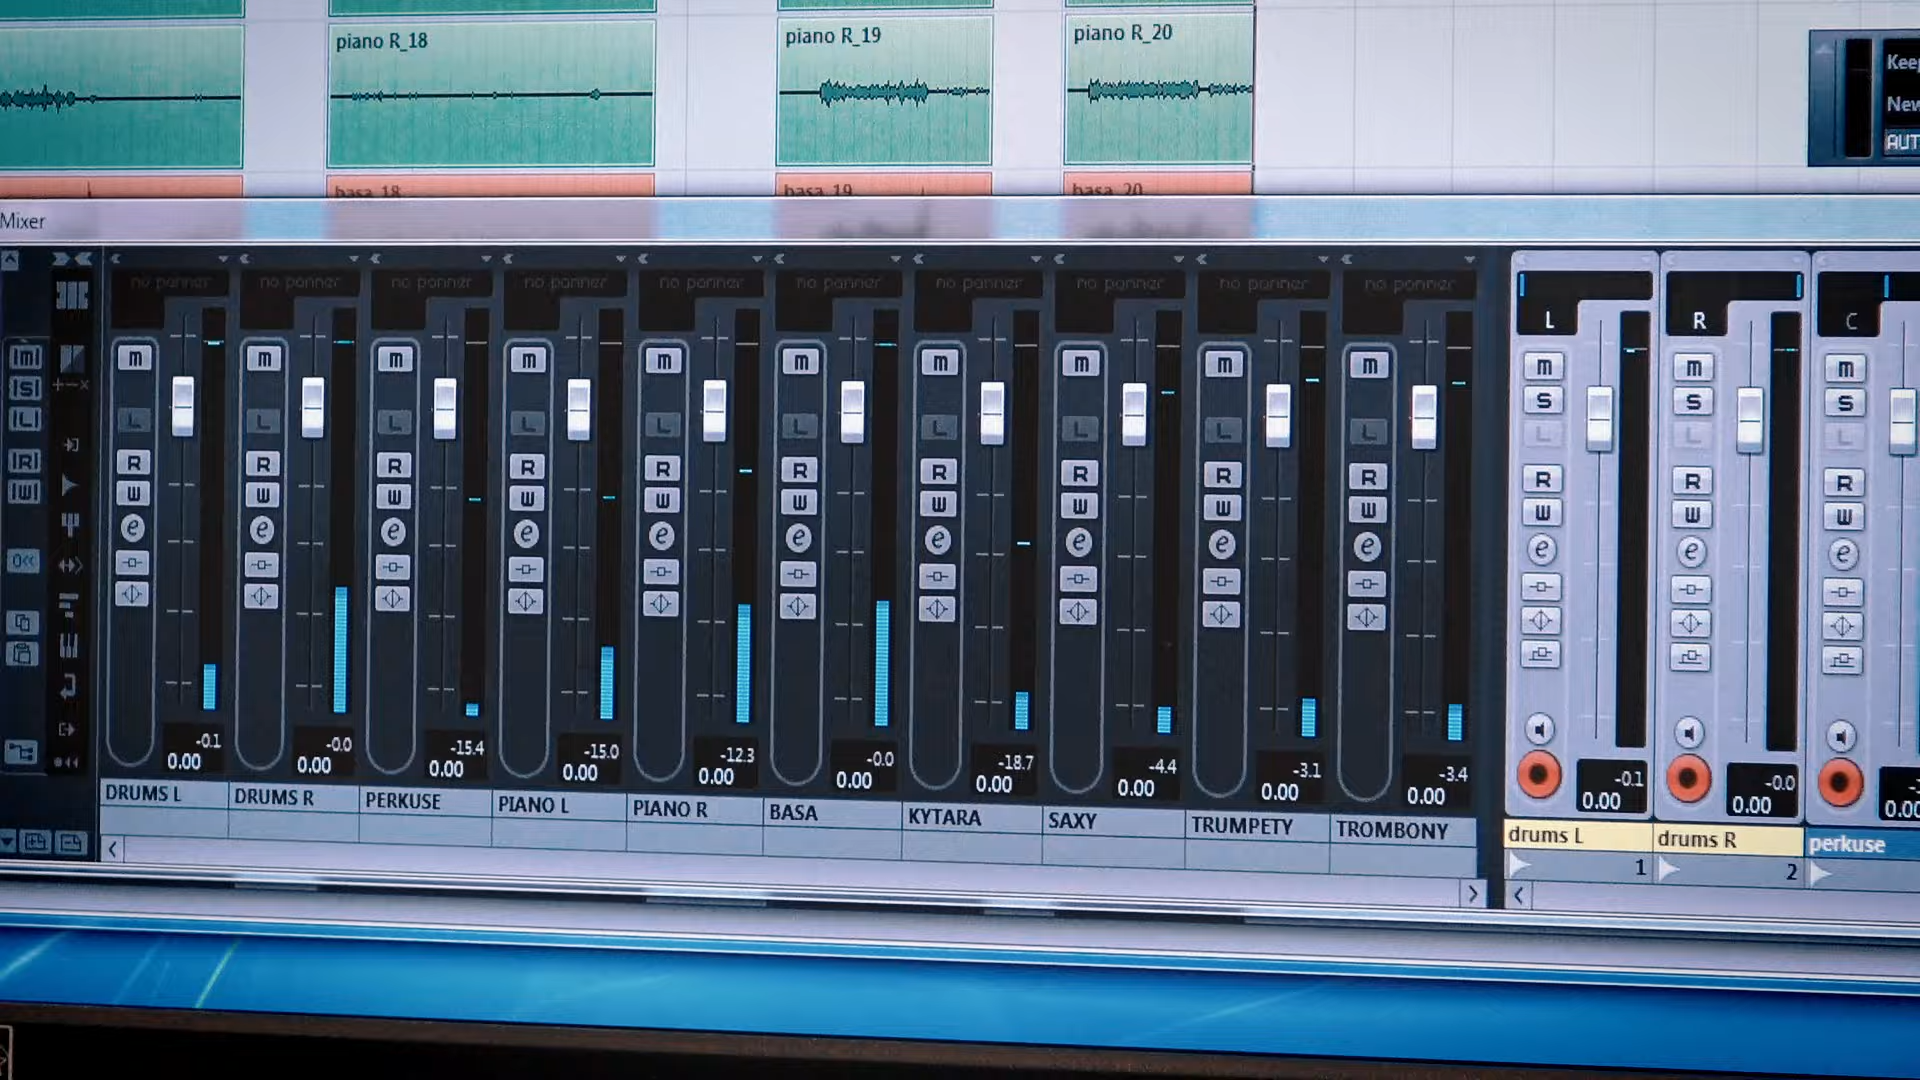 piano R_18
piano R_19
piano R_20
Keep
New
AUT
basa 18
basa 19
basa 20
Mixer
no panner no panner no panner no panner no panner no panner no panner no panner no panner no panner
L R C
m m m m m m m m m m m m m
S S S
L L L L L L L L L L L L L
R R R R R R R R R R R R R
W W W W W W W W W W W W W
e e e e e e e e e e e e e
-0.1 -0.0 -15.4 -15.0 -12.3 -0.0 -18.7 -4.4 -3.1 -3.4 -0.1 -0.0
0.00 0.00 0.00 0.00 0.00 0.00 0.00 0.00 0.00 0.00 0.00 0.00 0.00
DRUMS L DRUMS R PERKUSE PIANO L PIANO R BASA KYTARA SAXY TRUMPETY TROMBONY drums L drums R perkuse
1 2